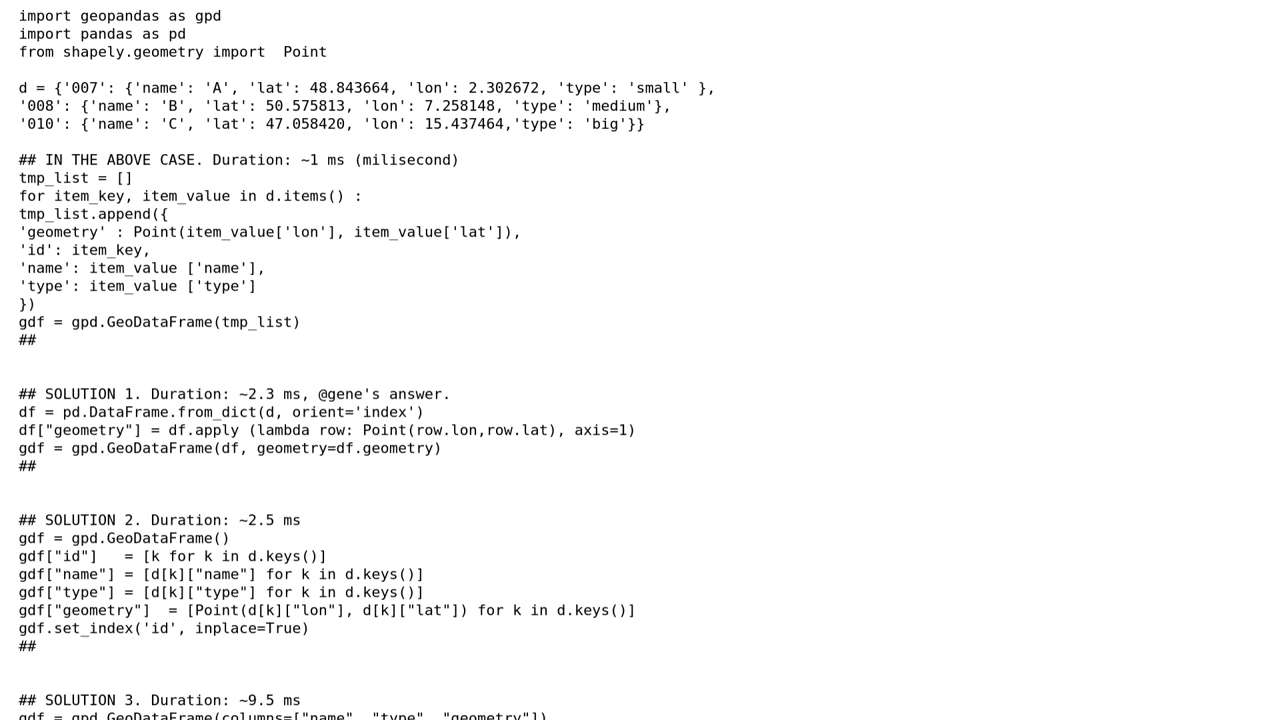 import geopandas as gpd
import pandas as pd
from shapely.geometry import  Point
d = {'007': {'name': 'A', 'lat': 48.843664, 'lon': 2.302672, 'type': 'small' },
'008': {'name': 'B', 'lat': 50.575813, 'lon': 7.258148, 'type': 'medium'},
'010': {'name': 'C', 'lat': 47.058420, 'lon': 15.437464,'type': 'big'}}
## IN THE ABOVE CASE. Duration: ~1 ms (milisecond)
tmp_list = []
for item_key, item_value in d.items() :
tmp_list.append({
'geometry' : Point(item_value['lon'], item_value['lat']),
'id': item_key,
'name': item_value ['name'],
'type': item_value ['type']
})
gdf = gpd.GeoDataFrame(tmp_list)
##
## SOLUTION 1. Duration: ~2.3 ms, @gene's answer.
df = pd.DataFrame.from_dict(d, orient='index')
df["geometry"] = df.apply (lambda row: Point(row.lon,row.lat), axis=1)
gdf = gpd.GeoDataFrame(df, geometry=df.geometry)
##
## SOLUTION 2. Duration: ~2.5 ms
gdf = gpd.GeoDataFrame()
gdf["id"]   = [k for k in d.keys()]
gdf["name"] = [d[k]["name"] for k in d.keys()]
gdf["type"] = [d[k]["type"] for k in d.keys()]
gdf["geometry"]  = [Point(d[k]["lon"], d[k]["lat"]) for k in d.keys()]
gdf.set_index('id', inplace=True)
##
## SOLUTION 3. Duration: ~9.5 ms
gdf = gpd.GeoDataFrame(columns=["name", "type", "geometry"])